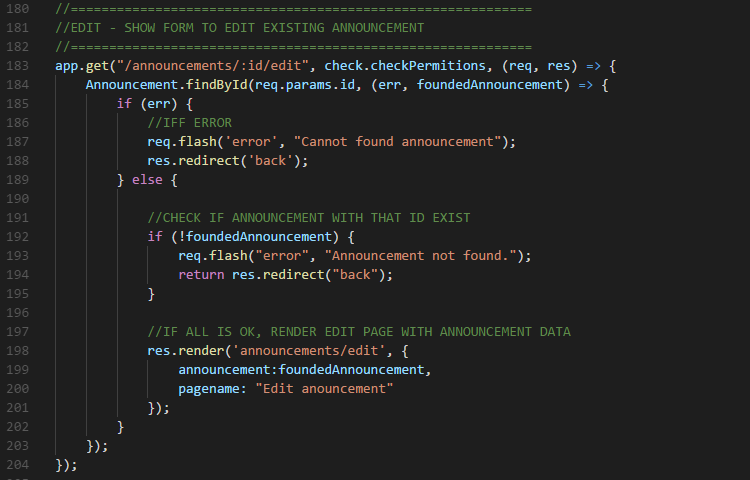 180 //============================================================
181 //EDIT - SHOW FORM TO EDIT EXISTING ANNOUNCEMENT
182 //============================================================
183 app.get("/announcements/:id/edit", check.checkPermitions, (req, res) => {
184     Announcement.findById(req.params.id, (err, foundedAnnouncement) => {
185         if (err) {
186             //IFF ERROR
187             req.flash('error', "Cannot found announcement");
188             res.redirect('back');
189         } else {
190
191             //CHECK IF ANNOUNCEMENT WITH THAT ID EXIST
192             if (!foundedAnnouncement) {
193                 req.flash("error", "Announcement not found.");
194                 return res.redirect("back");
195             }
196
197             //IF ALL IS OK, RENDER EDIT PAGE WITH ANNOUNCEMENT DATA
198             res.render('announcements/edit', {
199                 announcement:foundedAnnouncement,
200                 pagename: "Edit anouncement"
201             });
202         }
203     });
204 });